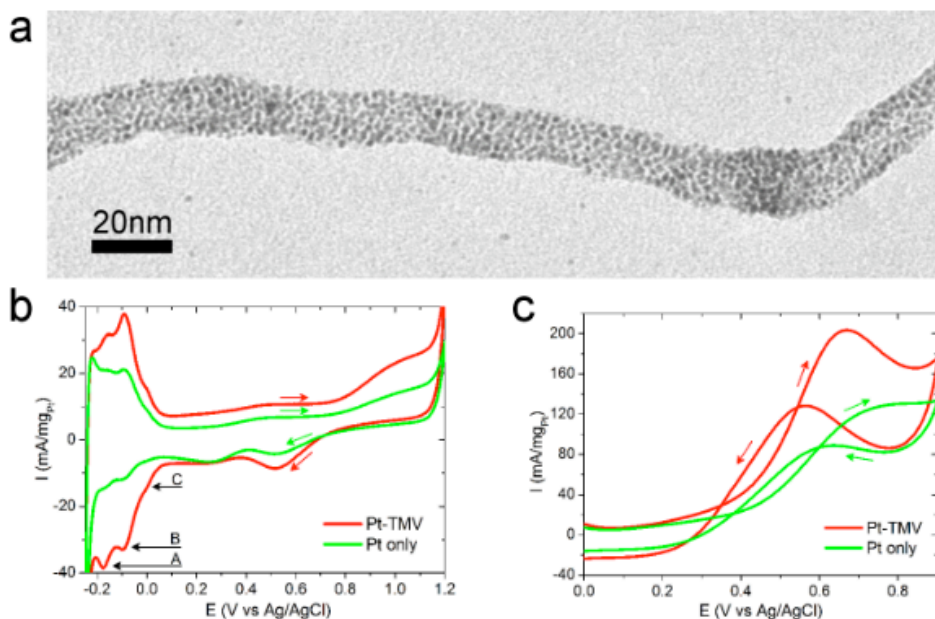 a
20nm
b
40
20
0
-20
-40
I (mA/mgPt)
C
B
A
Pt-TMV
Pt only
-0.2 0.0 0.2 0.4 0.6 0.8 1.0 1.2
E (V vs Ag/AgCl)
c
200
160
120
80
40
0
-40
I (mA/mgPt)
Pt-TMV
Pt only
0.0 0.2 0.4 0.6 0.8
E (V vs Ag/AgCl)